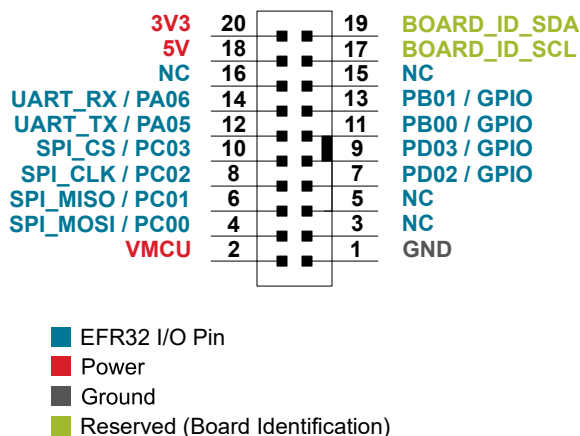 3V3 20 19 BOARD_ID_SDA
5V 18 17 BOARD_ID_SCL
NC 16 15 NC
UART_RX / PA06 14 13 PB01 / GPIO
UART_TX / PA05 12 11 PB00 / GPIO
SPI_CS / PC03 10 9 PD03 / GPIO
SPI_CLK / PC02 8 7 PD02 / GPIO
SPI_MISO / PC01 6 5 NC
SPI_MOSI / PC00 4 3 NC
VMCU 2 1 GND
EFR32 I/O Pin
Power
Ground
Reserved (Board Identification)